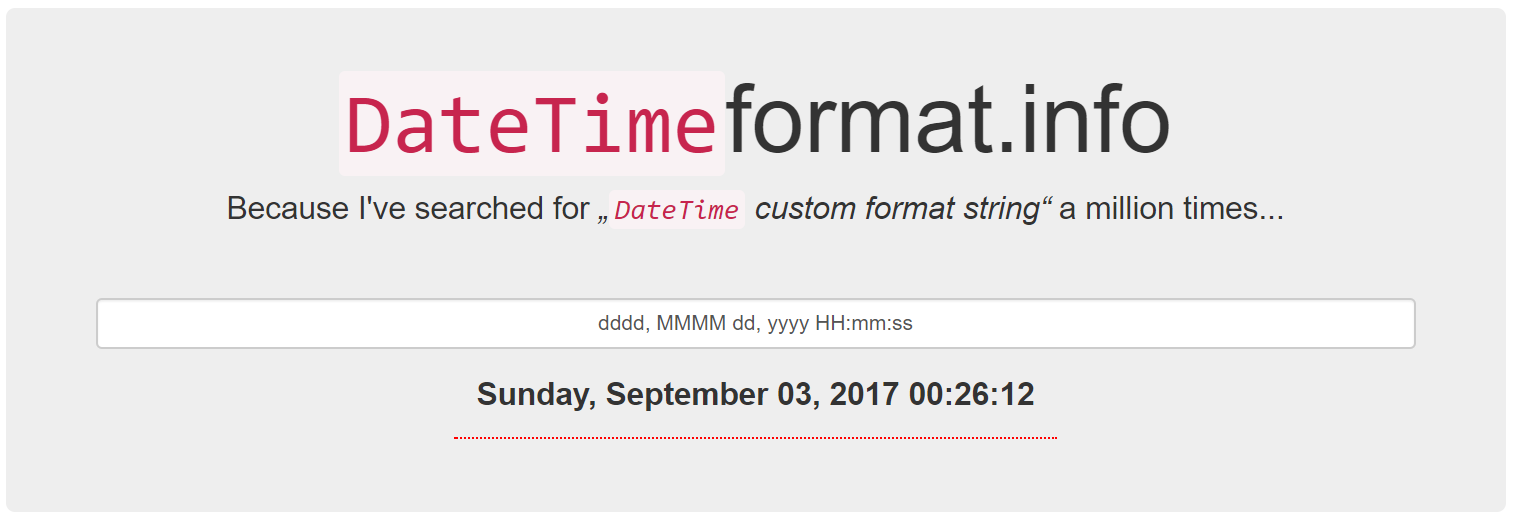 DateTimeformat.info
Because I've searched for „DateTime custom format string“ a million times...
dddd, MMMM dd, yyyy HH:mm:ss
Sunday, September 03, 2017 00:26:12